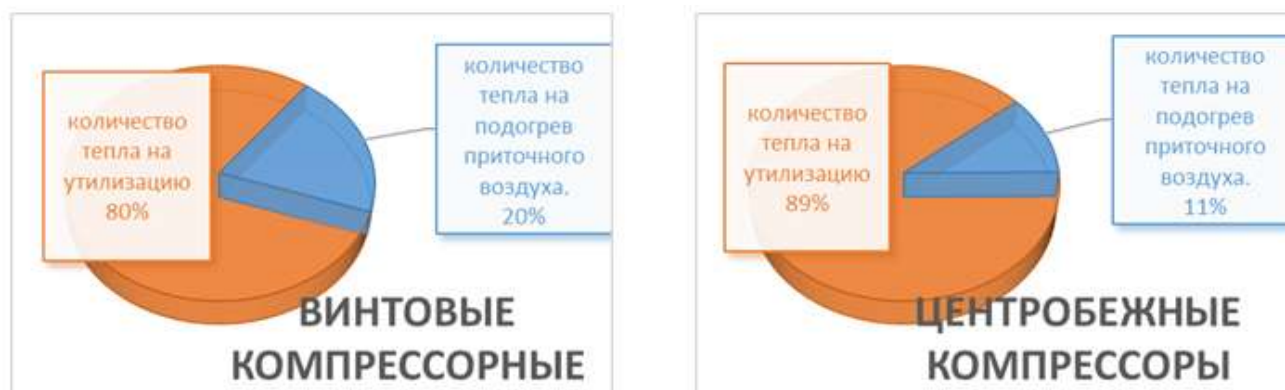 количество
тепла на
утилизацию
80%
количество
тепла на
подогрев
приточного
воздуха.
20%
ВИНТОВЫЕ
КОМПРЕССОРНЫЕ
количество
тепла на
утилизацию
89%
количество
тепла на
подогрев
приточного
воздуха.
11%
ЦЕНТРОБЕЖНЫЕ
КОМПРЕССОРЫ